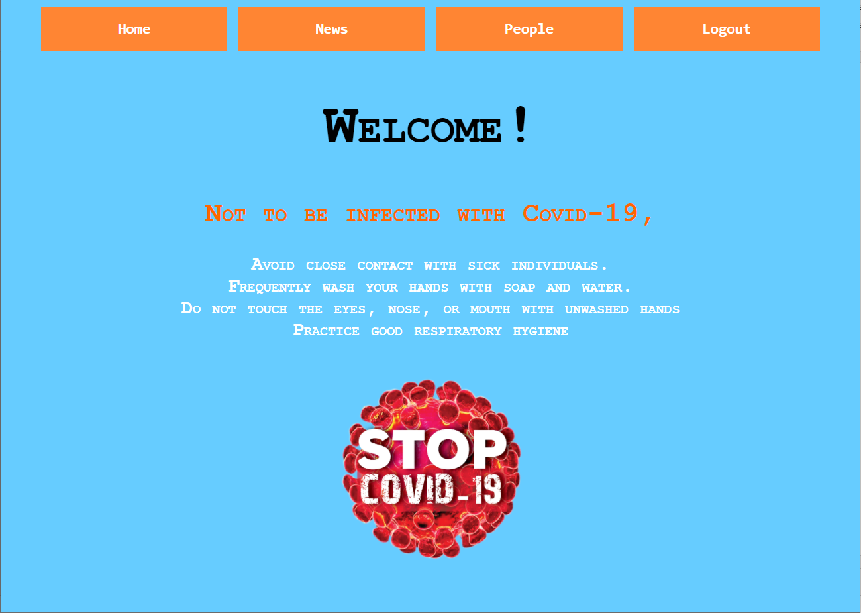 Home
News
People
Logout
Welcome!
Not to be infected with Covid-19,
Avoid close contact with sick individuals.
Frequently wash your hands with soap and water.
Do not touch the eyes, nose, or mouth with unwashed hands
Practice good respiratory hygiene
STOP
COVID-19